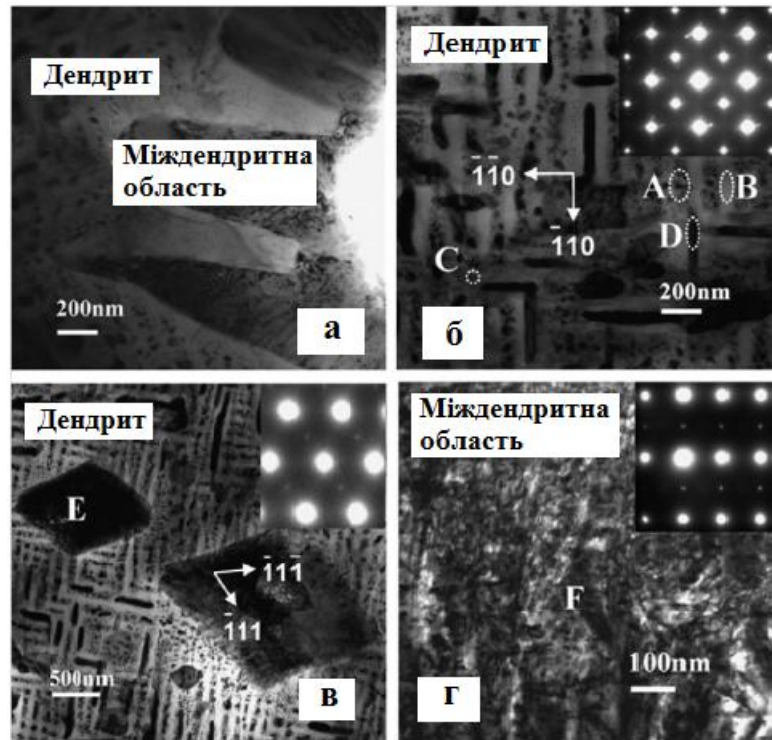 Дендрит
Міждендритна
область
200nm
а
Дендрит
1̄1̄0
1̄10
A
B
C
D
200nm
б
Дендрит
E
1̄11̄
1̄11
500nm
в
Міждендритна
область
F
100nm
г